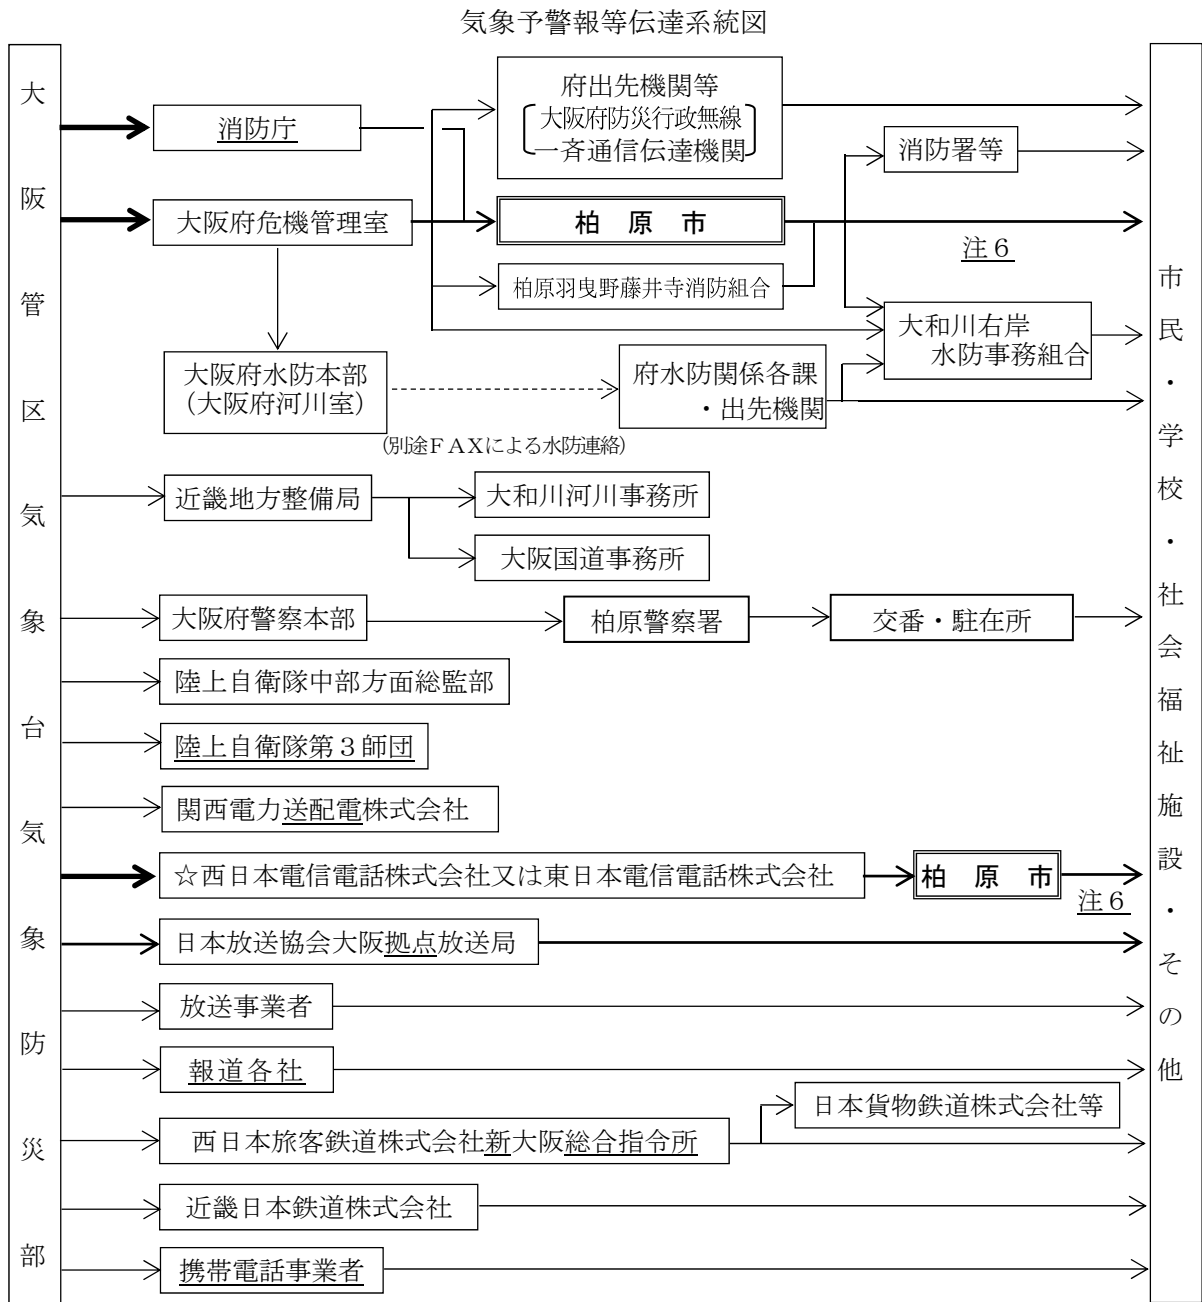 気象予警報等伝達系統図
大阪管区気象台気象防災部
消防庁
府出先機関等
大阪府防災行政無線
一斉通信伝達機関
消防署等
大阪府危機管理室
柏原市
注６
柏原羽曳野藤井寺消防組合
大和川右岸
水防事務組合
大阪府水防本部
（大阪府河川室）
府水防関係各課
・出先機関
(別途ＦＡＸによる水防連絡)
近畿地方整備局
大和川河川事務所
大阪国道事務所
大阪府警察本部
柏原警察署
交番・駐在所
陸上自衛隊中部方面総監部
陸上自衛隊第３師団
関西電力送配電株式会社
☆西日本電信電話株式会社又は東日本電信電話株式会社
柏原市
注６
日本放送協会大阪拠点放送局
放送事業者
報道各社
日本貨物鉄道株式会社等
西日本旅客鉄道株式会社新大阪総合指令所
近畿日本鉄道株式会社
携帯電話事業者
市民・学校・社会福祉施設・その他